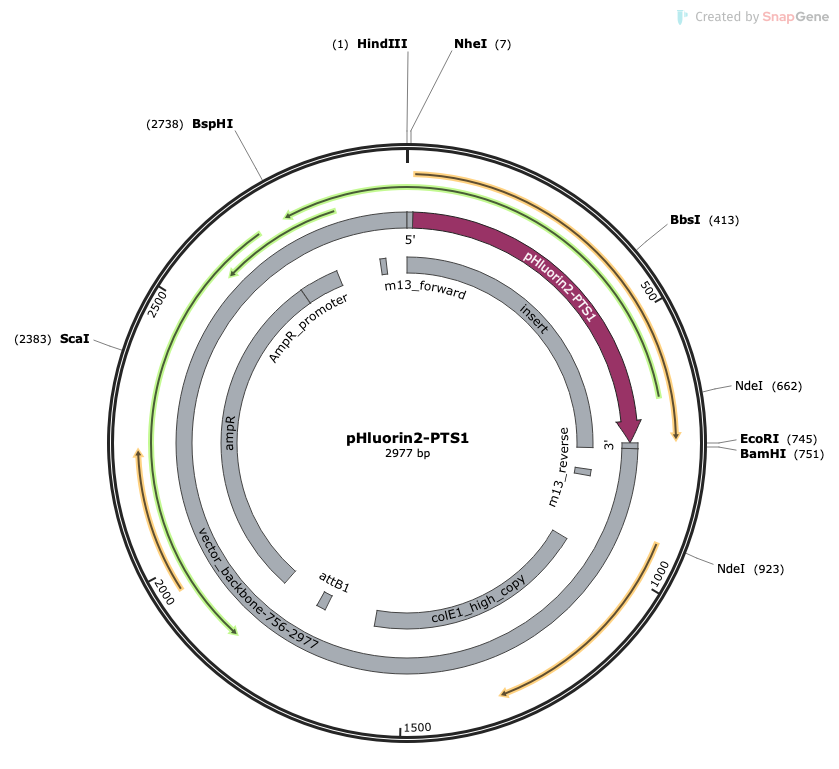 Created by SnapGene
(1) HindIII
NheI (7)
(2738) BspHI
BbsI (413)
500
2500
5'
pHluorin2-PTS1
m13_forward
insert
AmpR_promoter
(2383) ScaI
NdeI (662)
ampR
pHluorin2-PTS1
2977 bp
3'
EcoRI (745)
BamHI (751)
m13_reverse
NdeI (923)
1000
attB1
colE1_high_copy
vector_backbone-756-2977
2000
1500